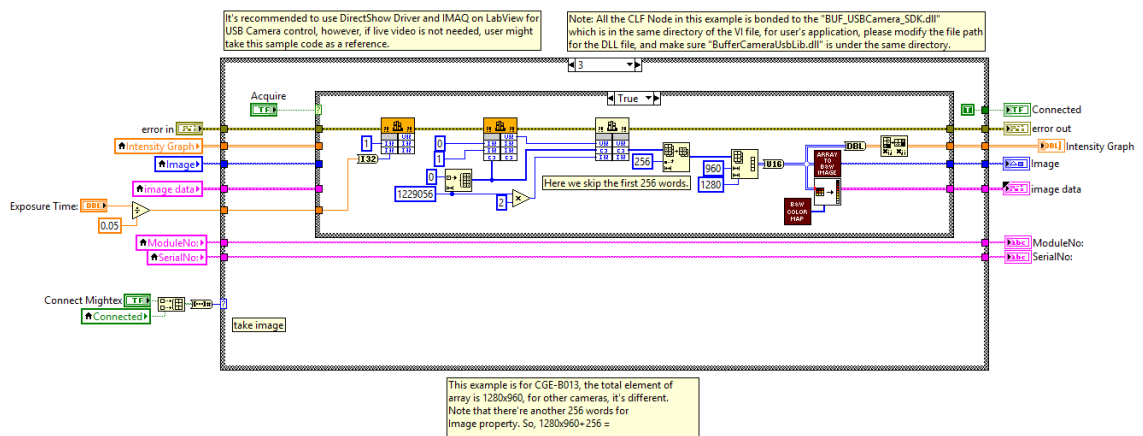 It's recommended to use DirectShow Driver and IMAQ on LabView for
USB Camera control, however, if live video is not needed, user might
take this sample code as a reference.
Note: All the CLF Node in this example is bonded to the "BUF_USBCamera_SDK.dll"
which is in the same directory of the VI file, for user's application, please modify the file path
for the DLL file, and make sure "BufferCameraUsbLib.dll" is under the same directory.
3
True
Acquire
TF
error in
Intensity Graph
Image
image data
Exposure Time:
DBL
0.05
I32
1
0
1
0
1229056
2
256
Here we skip the first 256 words.
960
1280
U16
DBL
ARRAY
TO
B&W
IMAGE
B&W
COLOR
MAP
T
TF
Connected
error out
DBL
Intensity Graph
Image
image data
ModuleNo:
SerialNo:
abc
ModuleNo:
abc
SerialNo:
Connect Mightex
TF
Connected
take image
This example is for CGE-B013, the total element of
array is 1280x960, for other cameras, it's different.
Note that there're another 256 words for
Image property. So, 1280x960+256 =